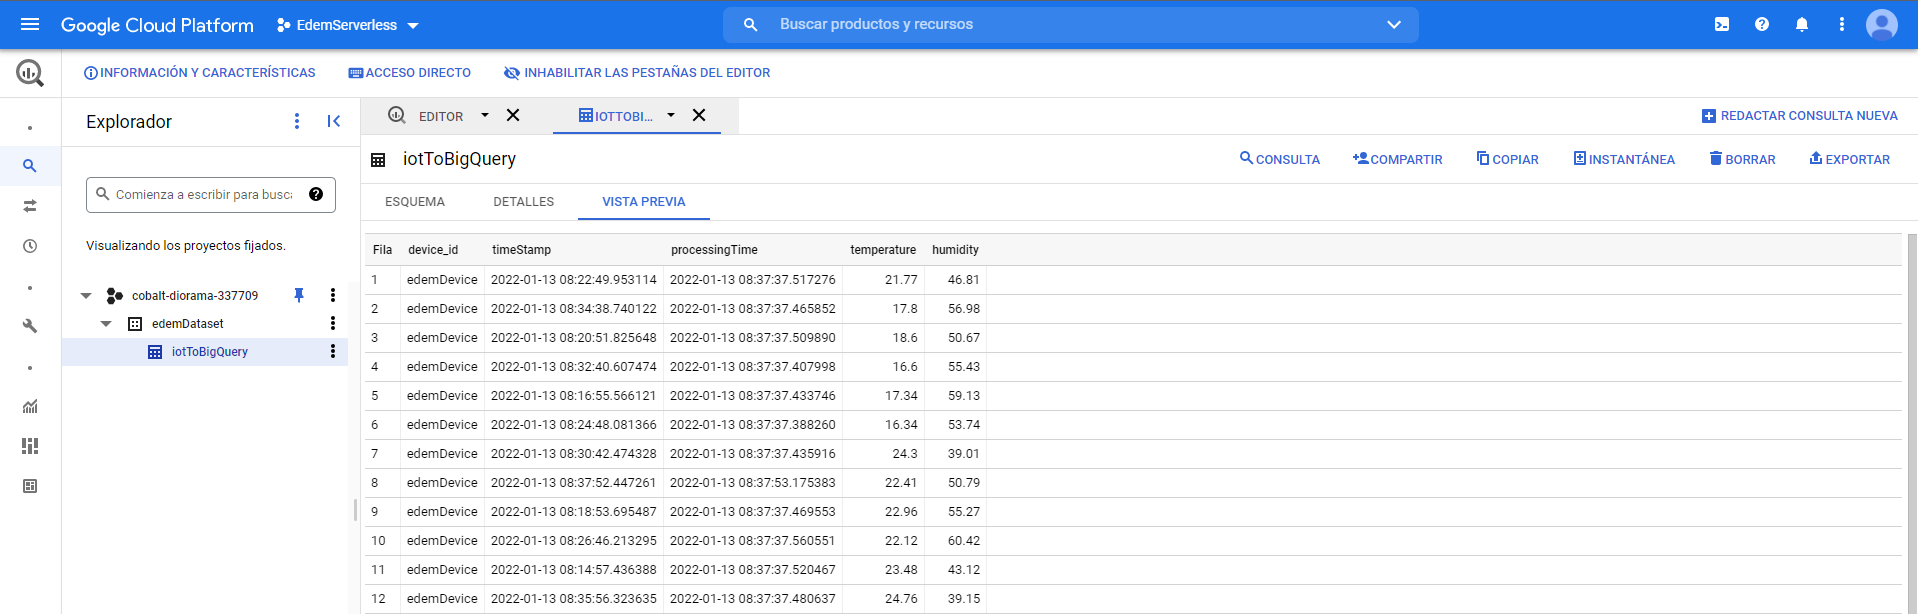 Google Cloud Platform EdemServerless Buscar productos y recursos
INFORMACIÓN Y CARACTERÍSTICAS ACCESO DIRECTO INHABILITAR LAS PESTAÑAS DEL EDITOR
Explorador
EDITOR IOTTOBI... REDACTAR CONSULTA NUEVA
iotToBigQuery CONSULTA COMPARTIR COPIAR INSTANTÁNEA BORRAR EXPORTAR
Comienza a escribir para busca
ESQUEMA DETALLES VISTA PREVIA
Visualizando los proyectos fijados.
cobalt-diorama-337709
edemDataset
iotToBigQuery
Fila device_id timeStamp processingTime temperature humidity
1 edemDevice 2022-01-13 08:22:49.953114 2022-01-13 08:37:37.517276 21.77 46.81
2 edemDevice 2022-01-13 08:34:38.740122 2022-01-13 08:37:37.465852 17.8 56.98
3 edemDevice 2022-01-13 08:20:51.825648 2022-01-13 08:37:37.509890 18.6 50.67
4 edemDevice 2022-01-13 08:32:40.607474 2022-01-13 08:37:37.407998 16.6 55.43
5 edemDevice 2022-01-13 08:16:55.566121 2022-01-13 08:37:37.433746 17.34 59.13
6 edemDevice 2022-01-13 08:24:48.081366 2022-01-13 08:37:37.388260 16.34 53.74
7 edemDevice 2022-01-13 08:30:42.474328 2022-01-13 08:37:37.435916 24.3 39.01
8 edemDevice 2022-01-13 08:37:52.447261 2022-01-13 08:37:53.175383 22.41 50.79
9 edemDevice 2022-01-13 08:18:53.695487 2022-01-13 08:37:37.469553 22.96 55.27
10 edemDevice 2022-01-13 08:26:46.213295 2022-01-13 08:37:37.560551 22.12 60.42
11 edemDevice 2022-01-13 08:14:57.436388 2022-01-13 08:37:37.520467 23.48 43.12
12 edemDevice 2022-01-13 08:35:56.323635 2022-01-13 08:37:37.480637 24.76 39.15